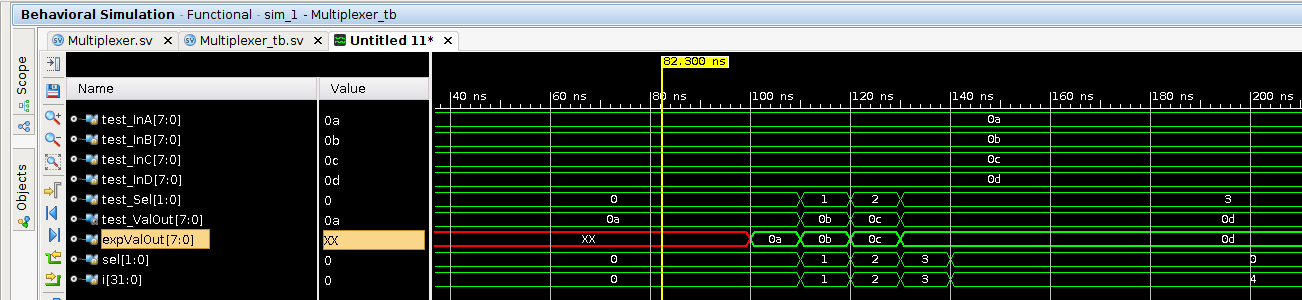 Behavioral Simulation - Functional - sim_1 - Multiplexer_tb
Multiplexer.sv × Multiplexer_tb.sv × Untitled 11* ×
Scope
Objects
82.300 ns
Name Value
40 ns 60 ns 80 ns 100 ns 120 ns 140 ns 160 ns 180 ns 200 ns
test_InA[7:0] 0a 0a
test_InB[7:0] 0b 0b
test_InC[7:0] 0c 0c
test_InD[7:0] 0d 0d
test_Sel[1:0] 0 0 1 2 3
test_ValOut[7:0] 0a 0a 0b 0c 0d
expValOut[7:0] XX XX 0a 0b 0c 0d
sel[1:0] 0 0 1 2 3 0
i[31:0] 0 0 1 2 3 4